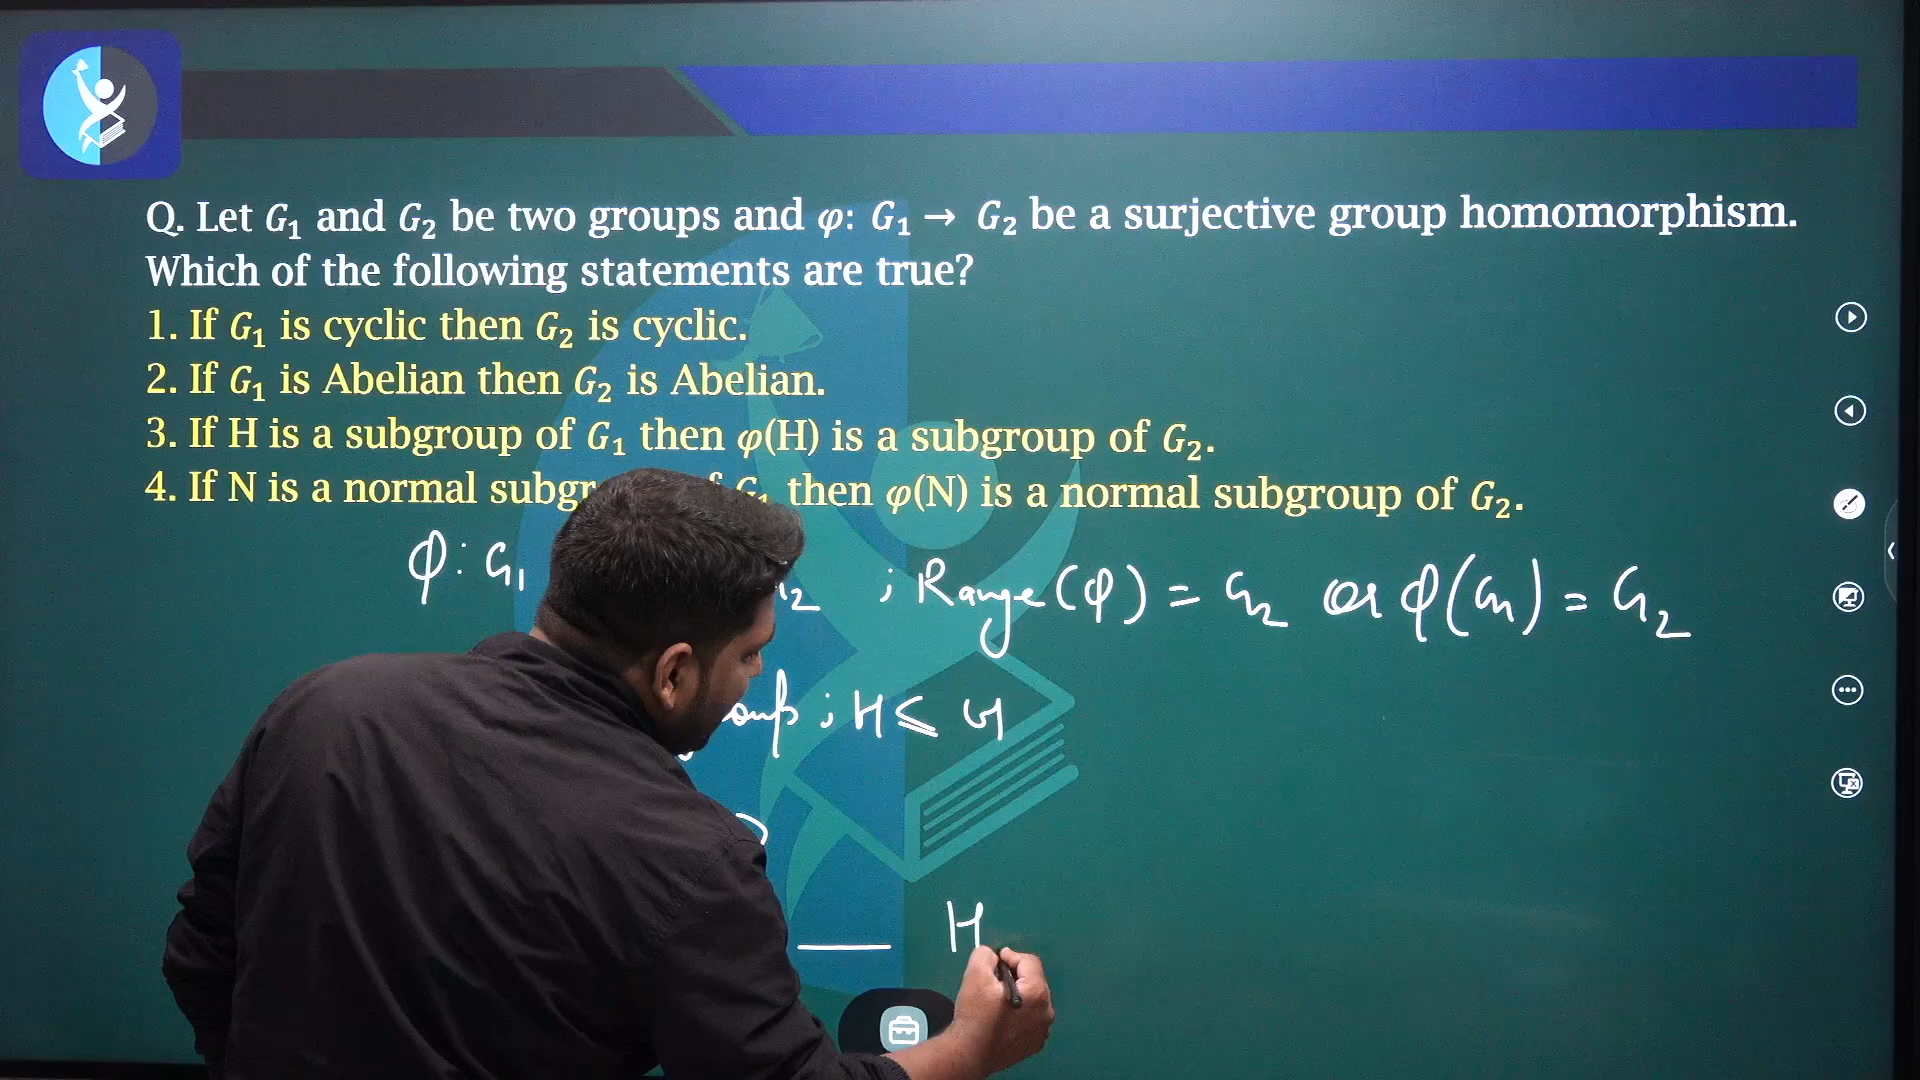 Q. Let G₁ and G₂ be two groups and φ: G₁ → G₂ be a surjective group homomorphism.
Which of the following statements are true?
1. If G₁ is cyclic then G₂ is cyclic.
2. If G₁ is Abelian then G₂ is Abelian.
3. If H is a subgroup of G₁ then φ(H) is a subgroup of G₂.
4. If N is a normal subgr G₁ then φ(N) is a normal subgroup of G₂.
φ: G₁ ₂ ; Range(φ) = G₂ or φ(G₁) = G₂
; H ≤ G
H